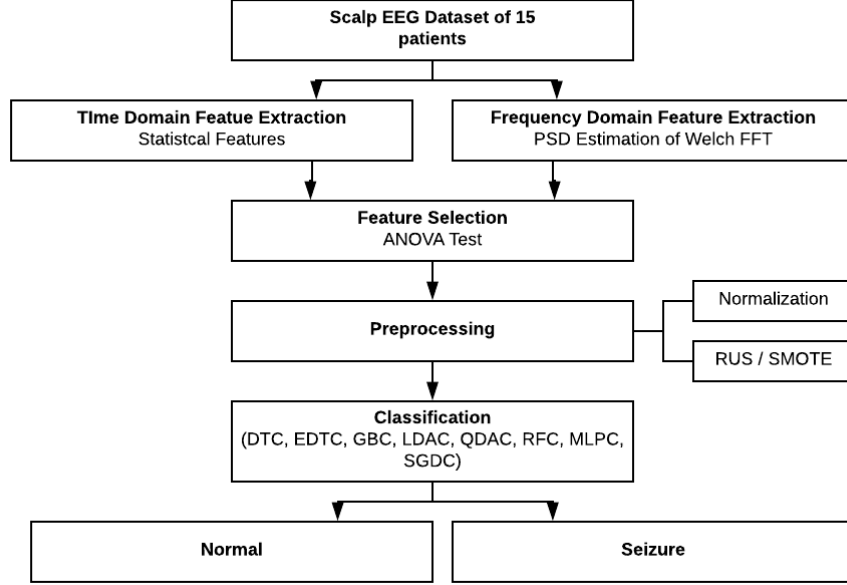 Scalp EEG Dataset of 15
patients
TIme Domain Featue Extraction
Statistcal Features
Frequency Domain Feature Extraction
PSD Estimation of Welch FFT
Feature Selection
ANOVA Test
Preprocessing
Normalization
RUS / SMOTE
Classification
(DTC, EDTC, GBC, LDAC, QDAC, RFC, MLPC,
SGDC)
Normal
Seizure